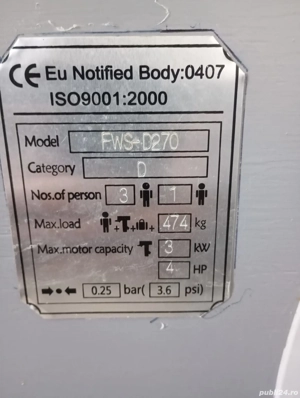 CE Eu Notified Body:0407
ISO9001:2000
Model FWS-D270
Category D
Nos.of person 3 1
Max.load + + + 474 kg
Max.motor capacity 3 kW
4 HP
0.25 bar( 3.6 psi)
publi24.ro